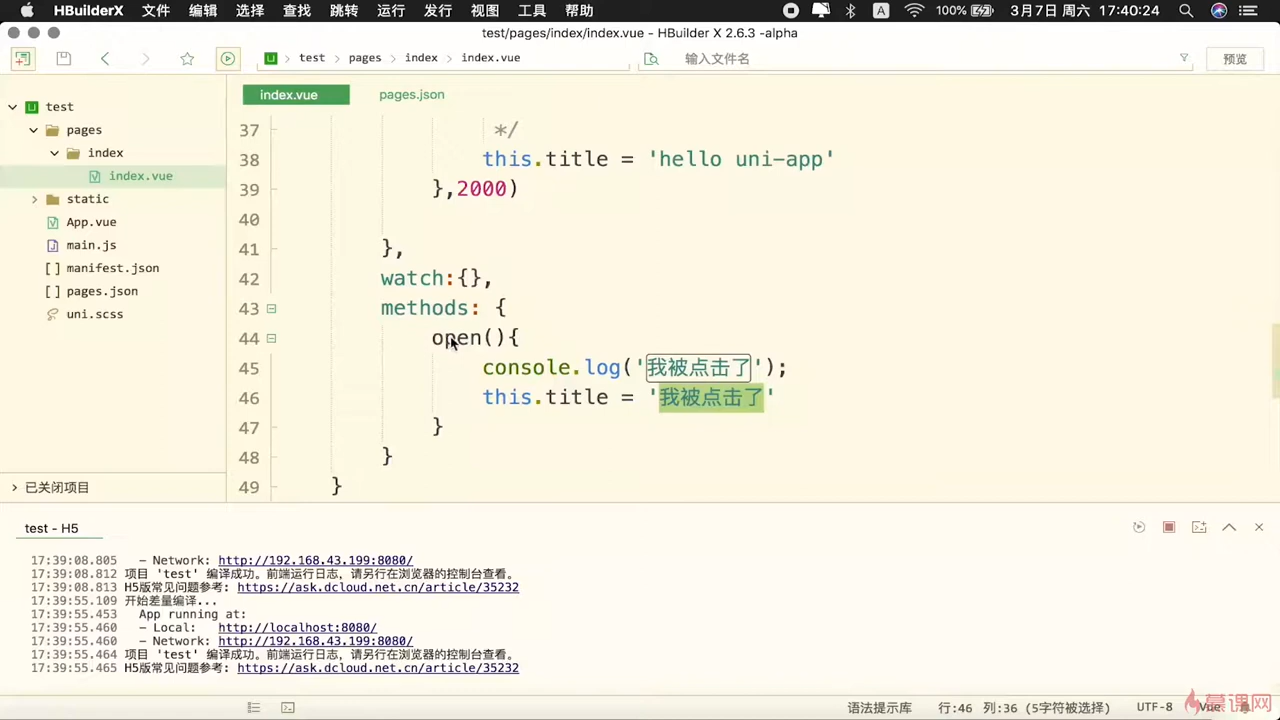 HBuilderX 文件 编辑 选择 查找 跳转 运行 发行 视图 工具 帮助 A 100% 3月7日 周六 17:40:24
test/pages/index/index.vue - HBuilder X 2.6.3 -alpha
test pages index index.vue 输入文件名 预览
index.vue pages.json
test
pages
index
index.vue
static
App.vue
main.js
[ ] manifest.json
[ ] pages.json
uni.scss
已关闭项目
37 */
38 this.title = 'hello uni-app'
39 },2000)
40
41 },
42 watch:{},
43 methods: {
44 open(){
45 console.log('我被点击了');
46 this.title = '我被点击了'
47 }
48 }
49 }
test - H5
17:39:08.805 - Network: http://192.168.43.199:8080/
17:39:08.812 项目 'test' 编译成功。前端运行日志，请另行在浏览器的控制台查看。
17:39:08.813 H5版常见问题参考: https://ask.dcloud.net.cn/article/35232
17:39:55.109 开始差量编译...
17:39:55.453 App running at:
17:39:55.460 - Local: http://localhost:8080/
17:39:55.460 - Network: http://192.168.43.199:8080/
17:39:55.464 项目 'test' 编译成功。前端运行日志，请另行在浏览器的控制台查看。
17:39:55.465 H5版常见问题参考: https://ask.dcloud.net.cn/article/35232
语法提示库 行:46 列:36 (5字符被选择) UTF-8 Vue
慕课网